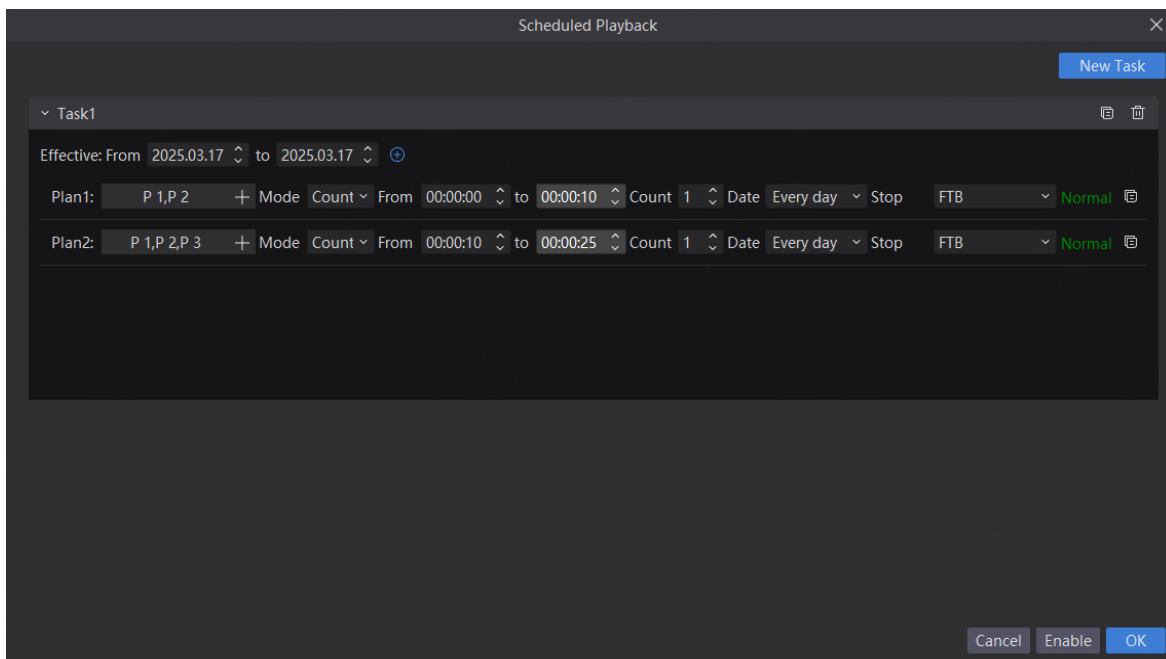 Scheduled Playback
New Task
Task1
Effective: From 2025.03.17 to 2025.03.17
Plan1: P 1,P 2 Mode Count From 00:00:00 to 00:00:10 Count 1 Date Every day Stop FTB Normal
Plan2: P 1,P 2,P 3 Mode Count From 00:00:10 to 00:00:25 Count 1 Date Every day Stop FTB Normal
Cancel Enable OK